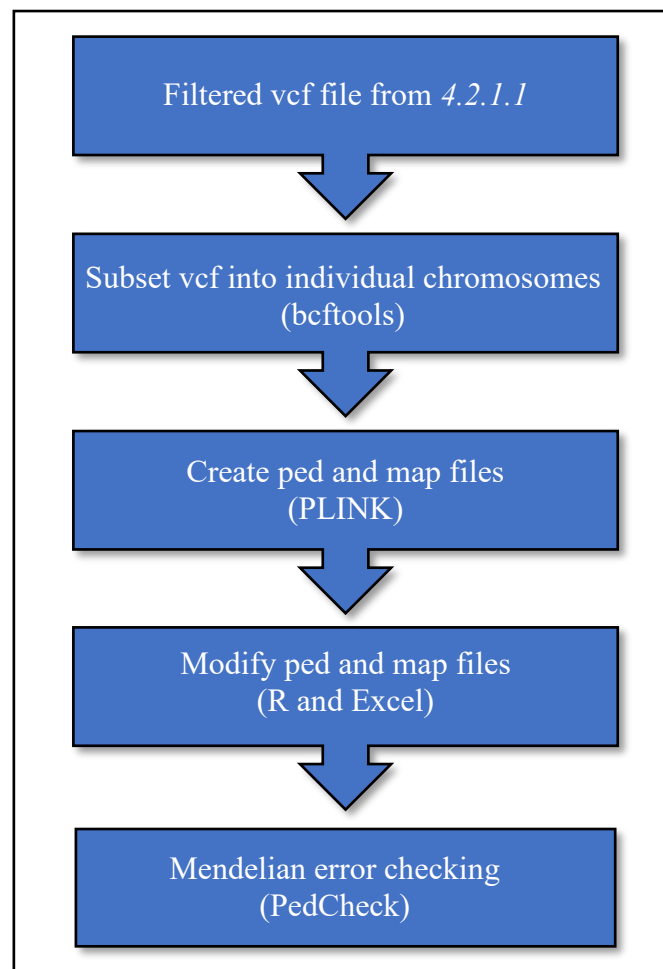 Filtered vcf file from 4.2.1.1
Subset vcf into individual chromosomes
(bcftools)
Create ped and map files
(PLINK)
Modify ped and map files
(R and Excel)
Mendelian error checking
(PedCheck)